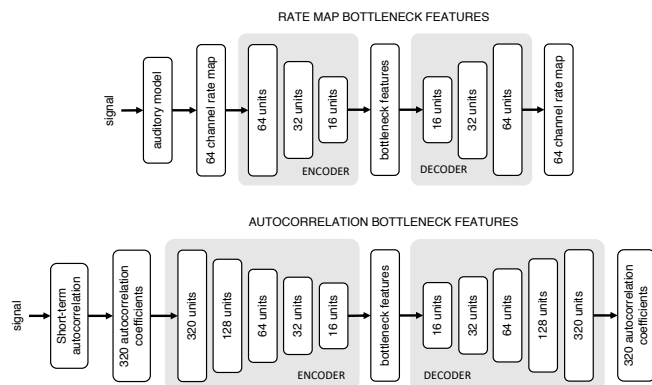 RATE MAP BOTTLENECK FEATURES
signal
auditory model
64 channel rate map
64 units
32 units
16 units
ENCODER
bottleneck features
16 units
32 units
64 units
DECODER
64 channel rate map
AUTOCORRELATION BOTTLENECK FEATURES
signal
Short-term
autocorrelation
320 autocorrelation
coefficients
320 units
128 units
64 units
32 units
16 units
ENCODER
bottleneck features
16 units
32 units
64 units
128 units
320 units
DECODER
320 autocorrelation
coefficients